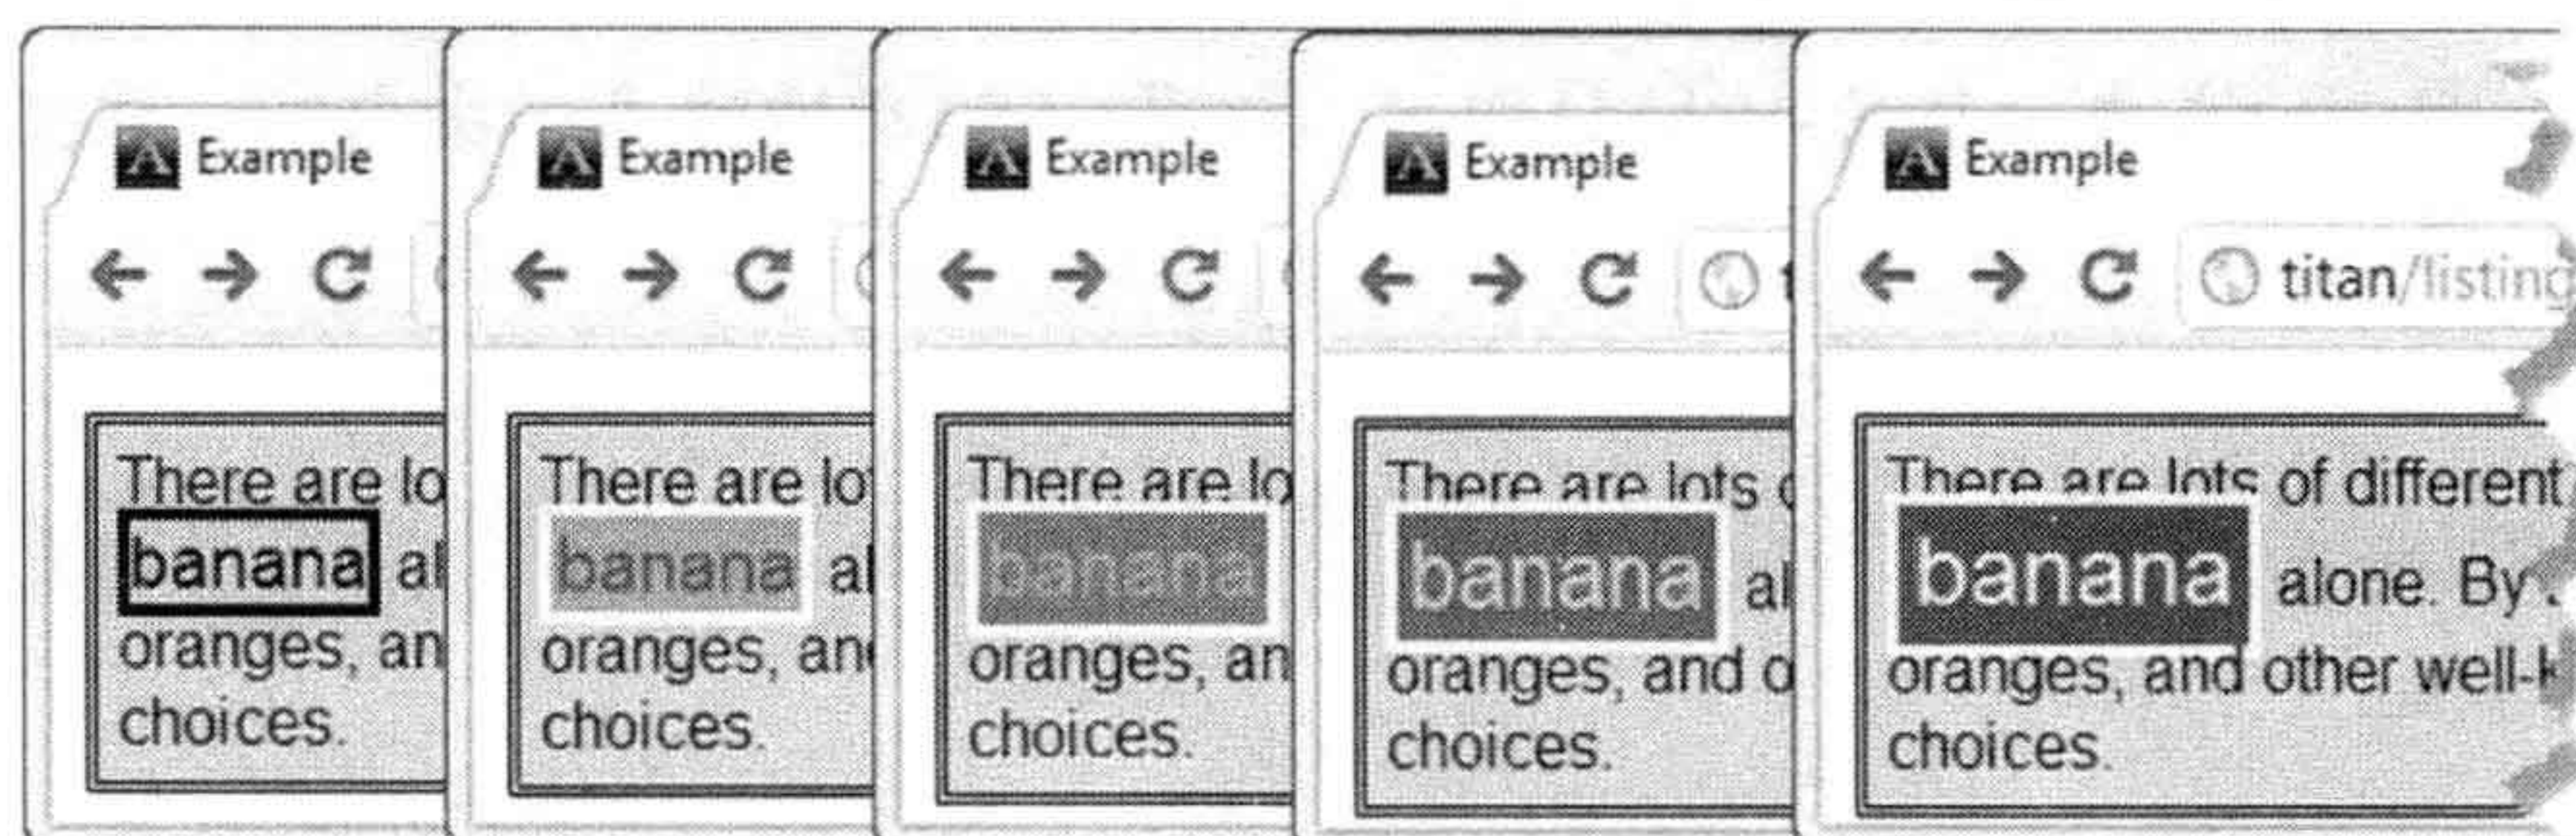 A Example
titan/listing
There are lo
banana al
oranges, an
choices.
A Example
There are lo
banana al
oranges, and
choices.
A Example
There are lo
banana
oranges, an
choices.
A Example
There are lots o
banana al
oranges, and o
choices.
A Example
There are lots of different
banana alone. By
oranges, and other well-k
choices.